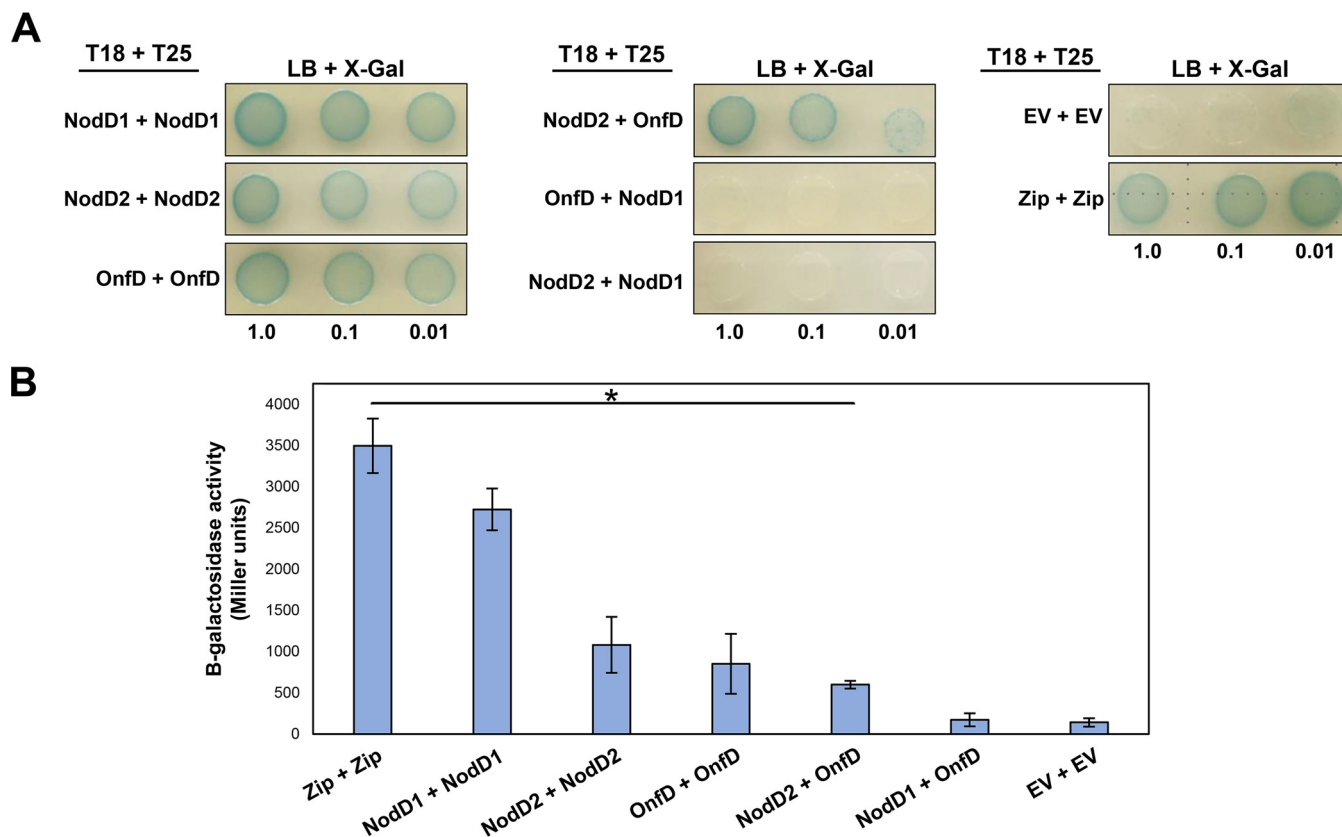 A
T18 + T25
LB + X-Gal
NodD1 + NodD1
NodD2 + NodD2
OnfD + OnfD
1.0 0.1 0.01
T18 + T25
LB + X-Gal
NodD2 + OnfD
OnfD + NodD1
NodD2 + NodD1
1.0 0.1 0.01
T18 + T25
LB + X-Gal
EV + EV
Zip + Zip
1.0 0.1 0.01
B
B-galactosidase activity
(Miller units)
4000
3500
3000
2500
2000
1500
1000
500
0
*
Zip + Zip
NodD1 + NodD1
NodD2 + NodD2
OnfD + OnfD
NodD2 + OnfD
NodD1 + OnfD
EV + EV